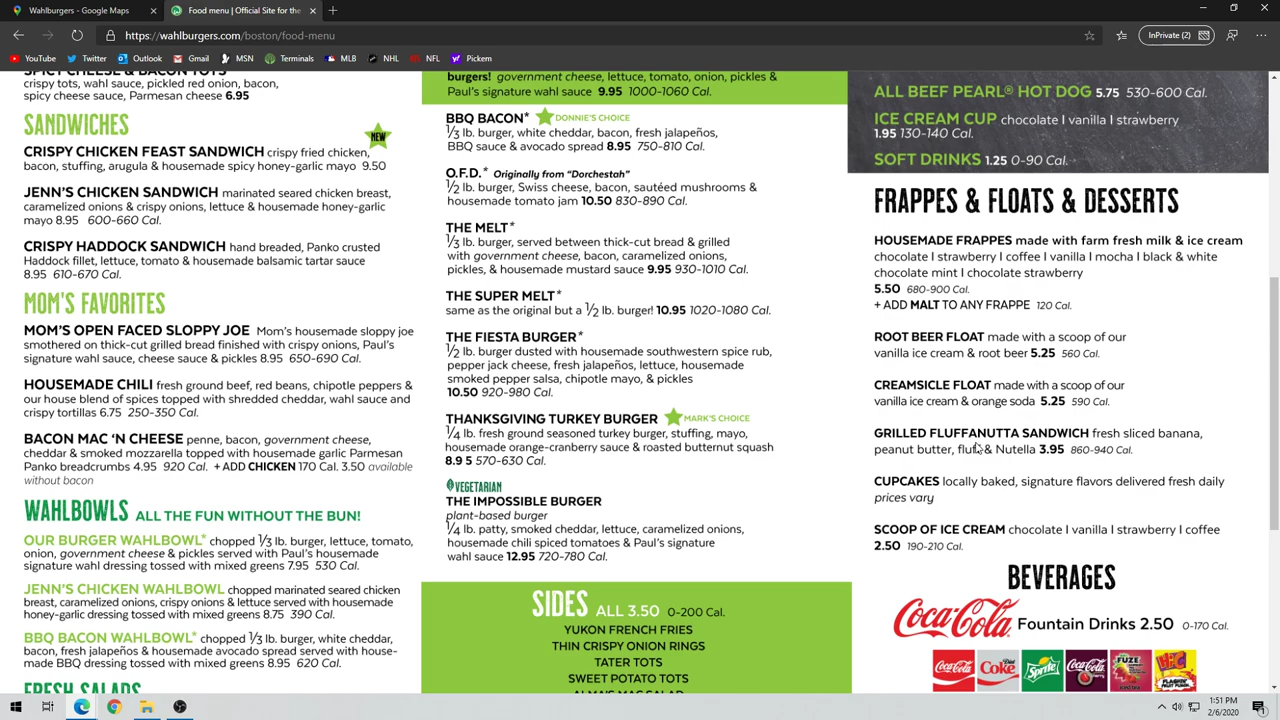 Wahlburgers - Google Maps
Food Menu - Wahlburgers
https://wahlburgers.com/boston/food-menu
InPrivate (2)
YouTube Twitter Outlook Gmail MSN Terminals MLB NHL NFL Pickem
SPICY CHEESE & BACON TOTS
crispy tots, wahl sauce, pickled red onion, bacon,
spicy cheese sauce, Parmesan cheese 6.95
SANDWICHES
NEW
CRISPY CHICKEN FEAST SANDWICH crispy fried chicken,
bacon, stuffing, arugula & housemade spicy honey-garlic mayo 9.50
JENN'S CHICKEN SANDWICH marinated seared chicken breast,
caramelized onions & crispy onions, lettuce & housemade honey-garlic
mayo 8.95 600-660 Cal.
CRISPY HADDOCK SANDWICH hand breaded, Panko crusted
Haddock fillet, lettuce, tomato & housemade balsamic tartar sauce
8.95 610-670 Cal.
MOM'S FAVORITES
MOM'S OPEN FACED SLOPPY JOE Mom's housemade sloppy joe
smothered on thick-cut grilled bread finished with crispy onions, Paul's
signature wahl sauce, cheese sauce & pickles 8.95 650-690 Cal.
HOUSEMADE CHILI fresh ground beef, red beans, chipotle peppers &
our house blend of spices topped with shredded cheddar, wahl sauce and
crispy tortillas 6.75 250-350 Cal.
BACON MAC 'N CHEESE penne, bacon, government cheese,
cheddar & smoked mozzarella topped with housemade garlic Parmesan
Panko breadcrumbs 4.95 920 Cal. + ADD CHICKEN 170 Cal. 3.50 available
without bacon
WAHLBOWLS ALL THE FUN WITHOUT THE BUN!
OUR BURGER WAHLBOWL* chopped 1/3 lb. burger, lettuce, tomato,
onion, government cheese & pickles served with Paul's housemade
signature wahl dressing tossed with mixed greens 7.95 530 Cal.
JENN'S CHICKEN WAHLBOWL chopped marinated seared chicken
breast, caramelized onions, crispy onions & lettuce served with housemade
honey-garlic dressing tossed with mixed greens 8.75 390 Cal.
BBQ BACON WAHLBOWL* chopped 1/3 lb. burger, white cheddar,
bacon, fresh jalapeños & housemade avocado spread served with house-
made BBQ dressing tossed with mixed greens 8.95 620 Cal.
FRESH SALADS
burgers! government cheese, lettuce, tomato, onion, pickles &
Paul's signature wahl sauce 9.95 1000-1060 Cal.
BBQ BACON* DONNIE'S CHOICE
1/3 lb. burger, white cheddar, bacon, fresh jalapeños,
BBQ sauce & avocado spread 8.95 750-810 Cal.
O.F.D.* Originally from "Dorchestah"
1/2 lb. burger, Swiss cheese, bacon, sautéed mushrooms &
housemade tomato jam 10.50 830-890 Cal.
THE MELT*
1/3 lb. burger, served between thick-cut bread & grilled
with government cheese, bacon, caramelized onions,
pickles, & housemade mustard sauce 9.95 930-1010 Cal.
THE SUPER MELT*
same as the original but a 1/2 lb. burger! 10.95 1020-1080 Cal.
THE FIESTA BURGER*
1/2 lb. burger dusted with housemade southwestern spice rub,
pepper jack cheese, fresh jalapeños, lettuce, housemade
smoked pepper salsa, chipotle mayo, & pickles
10.50 920-980 Cal.
THANKSGIVING TURKEY BURGER MARK'S CHOICE
1/4 lb. fresh ground seasoned turkey burger, stuffing, mayo,
housemade orange-cranberry sauce & roasted butternut squash
8.9 5 570-630 Cal.
VEGETARIAN
THE IMPOSSIBLE BURGER
plant-based burger
1/4 lb. patty, smoked cheddar, lettuce, caramelized onions,
housemade chili spiced tomatoes & Paul's signature
wahl sauce 12.95 720-780 Cal.
SIDES ALL 3.50 0-200 Cal.
YUKON FRENCH FRIES
THIN CRISPY ONION RINGS
TATER TOTS
SWEET POTATO TOTS
ALMA'S MAC SALAD
ALL BEEF PEARL® HOT DOG 5.75 530-600 Cal.
ICE CREAM CUP chocolate | vanilla | strawberry
1.95 130-140 Cal.
SOFT DRINKS 1.25 0-90 Cal.
FRAPPES & FLOATS & DESSERTS
HOUSEMADE FRAPPES made with farm fresh milk & ice cream
chocolate | strawberry | coffee | vanilla | mocha | black & white
chocolate mint | chocolate strawberry
5.50 680-900 Cal.
+ ADD MALT TO ANY FRAPPE 120 Cal.
ROOT BEER FLOAT made with a scoop of our
vanilla ice cream & root beer 5.25 560 Cal.
CREAMSICLE FLOAT made with a scoop of our
vanilla ice cream & orange soda 5.25 590 Cal.
GRILLED FLUFFANUTTA SANDWICH fresh sliced banana,
peanut butter, fluff & Nutella 3.95 860-940 Cal.
CUPCAKES locally baked, signature flavors delivered fresh daily
prices vary
SCOOP OF ICE CREAM chocolate | vanilla | strawberry | coffee
2.50 190-210 Cal.
BEVERAGES
Coca-Cola Fountain Drinks 2.50 0-170 Cal.
Coca-Cola Diet Coke Sprite Coca-Cola FUZE HI-C
1:51 PM
2/6/2020